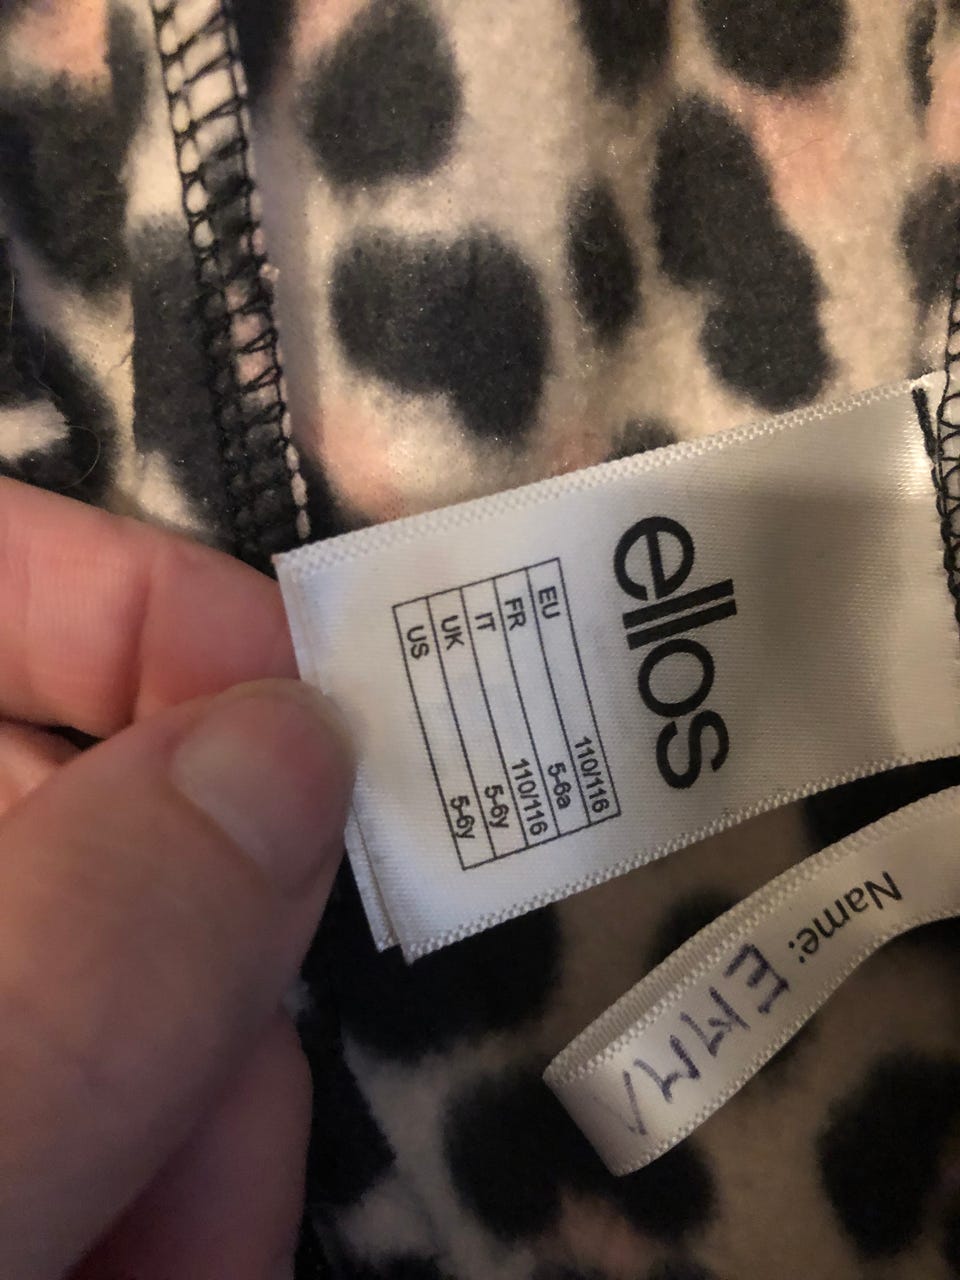 ellos
EU 110/116
FR 5-6a
IT 110/116
UK 5-6y
US 5-6y
Name: EMMA